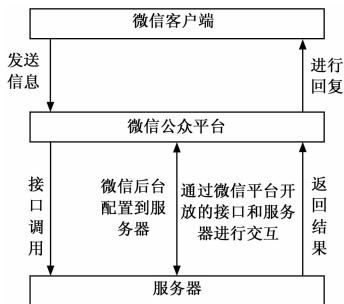 微信客户端
发送
信息
进行
回复
微信公众平台
接口调用
微信后台
配置到服
务器
通过微信平台开
放的接口和服务
器进行交互
返回结果
服务器